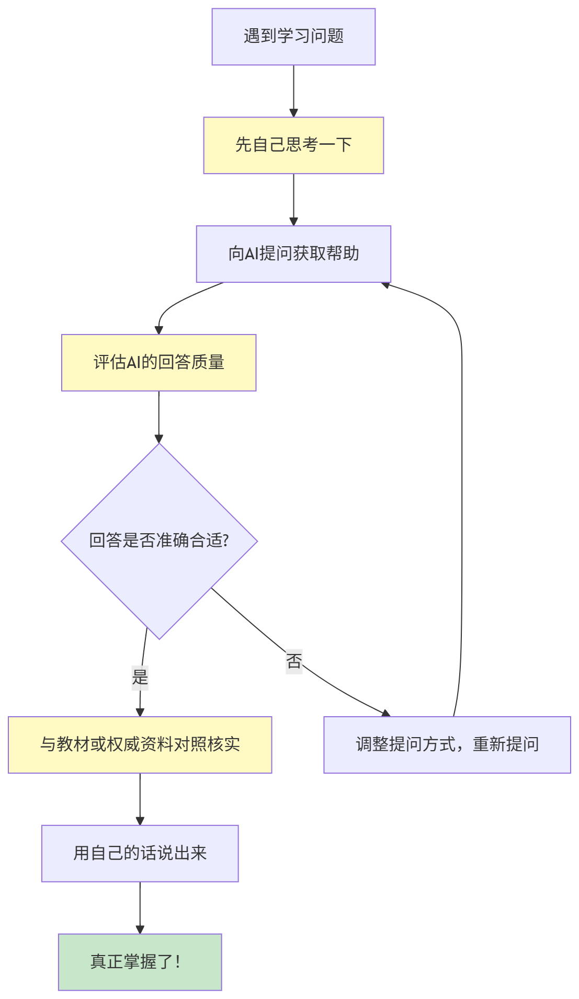 遇到学习问题
先自己思考一下
向AI提问获取帮助
评估AI的回答质量
回答是否准确合适?
是
否
与教材或权威资料对照核实
调整提问方式，重新提问
用自己的话说出来
真正掌握了！